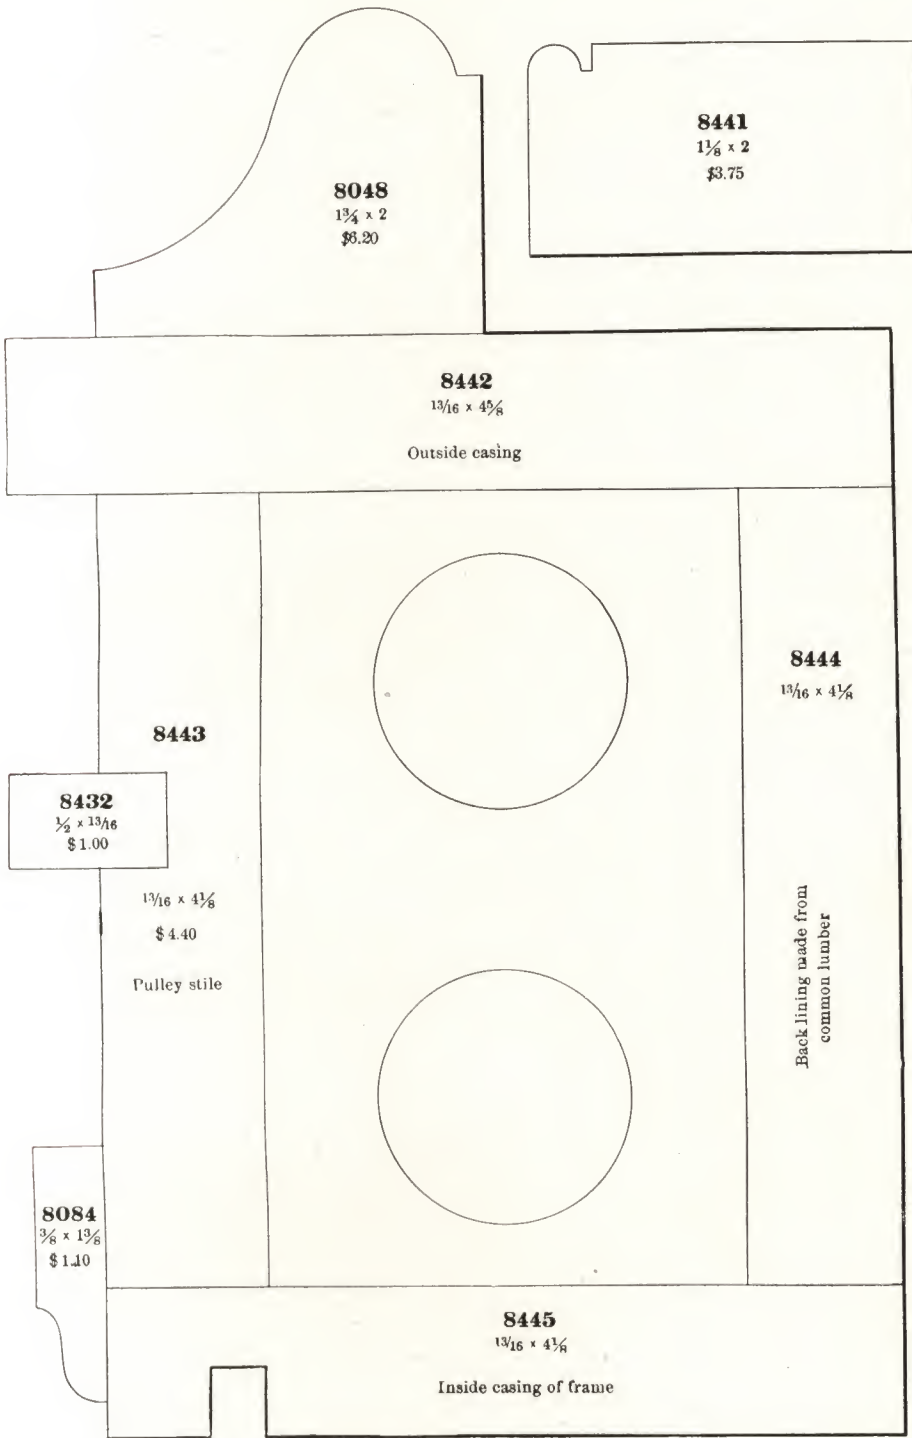 8441
1⅛ x 2
$3.75
8048
1¾ x 2
$6.20
8442
13/16 x 4⅝
Outside casing
8443
13/16 x 4⅛
$4.40
Pulley stile
8444
13/16 x 4⅛
Back lining made from
common lumber
8432
½ x 13/16
$1.00
8084
⅜ x 1⅜
$1.10
8445
13/16 x 4⅛
Inside casing of frame